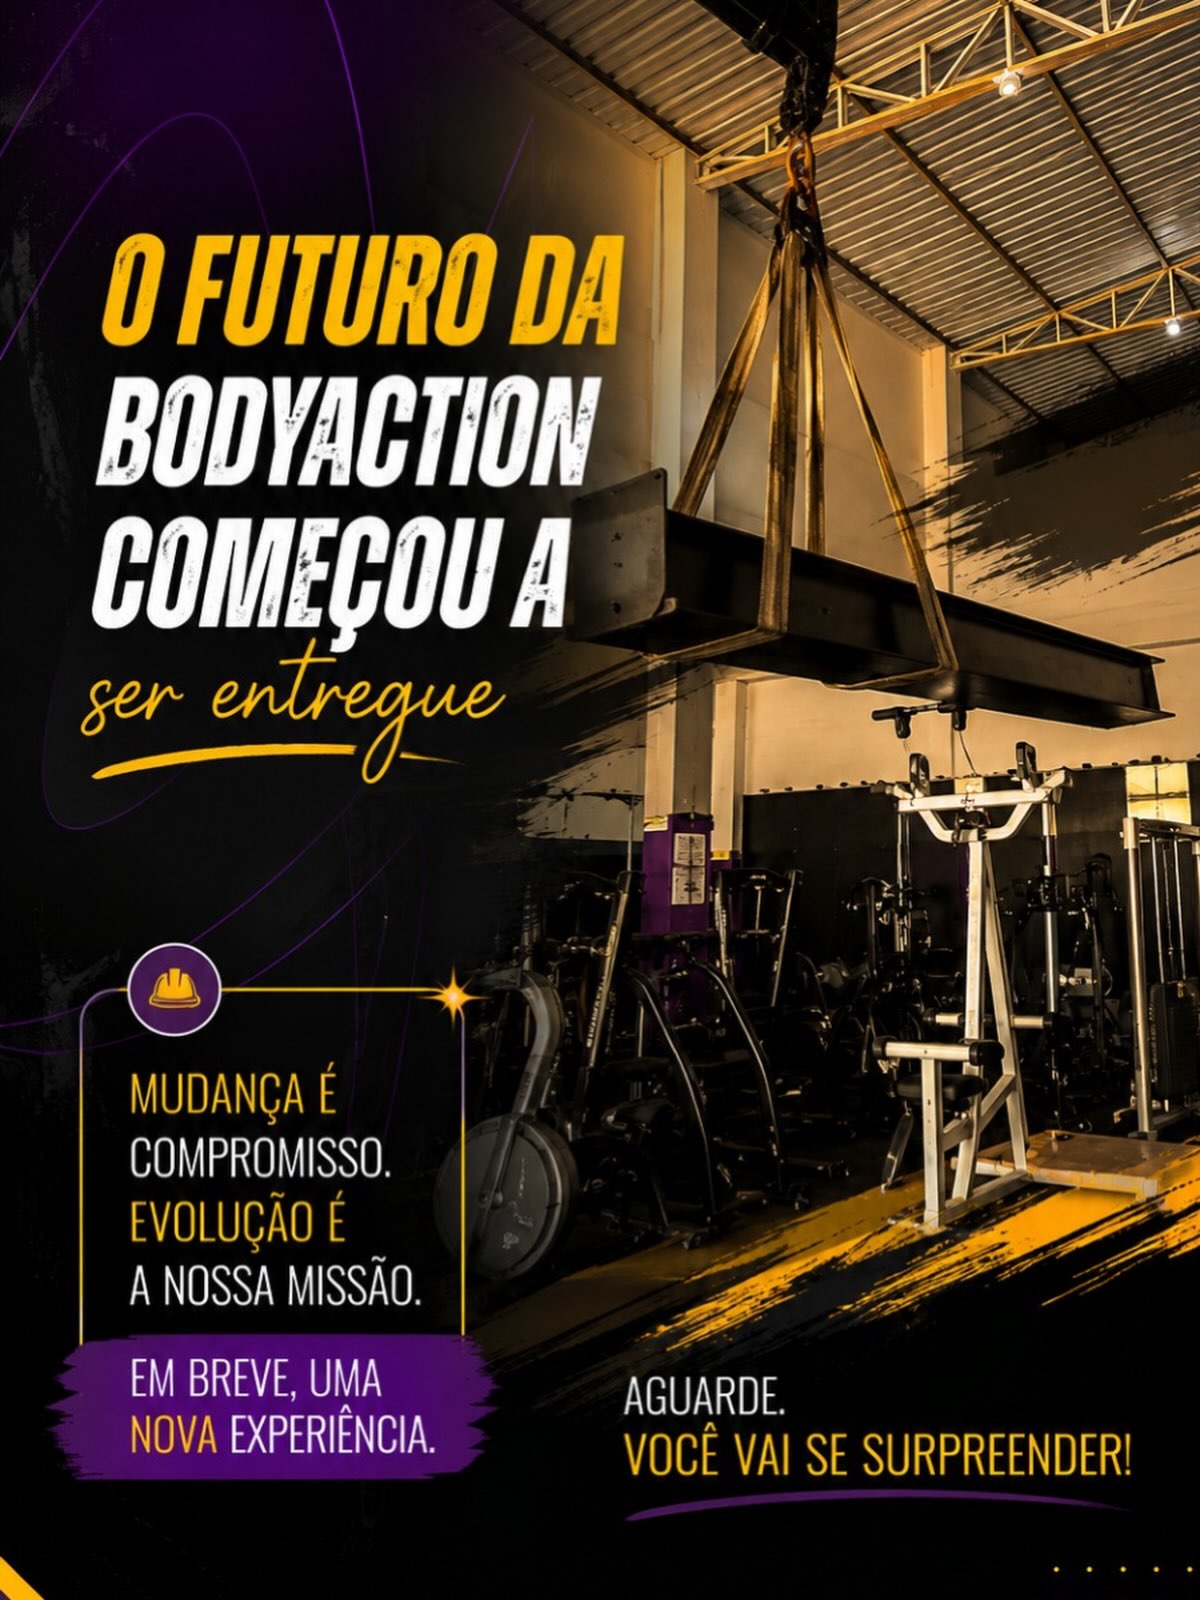 O FUTURO DA
BODYACTION
COMEÇOU A
ser entregue
MUDANÇA É
COMPROMISSO.
EVOLUÇÃO É
A NOSSA MISSÃO.
EM BREVE, UMA
NOVA EXPERIÊNCIA.
AGUARDE.
VOCÊ VAI SE SURPREENDER!